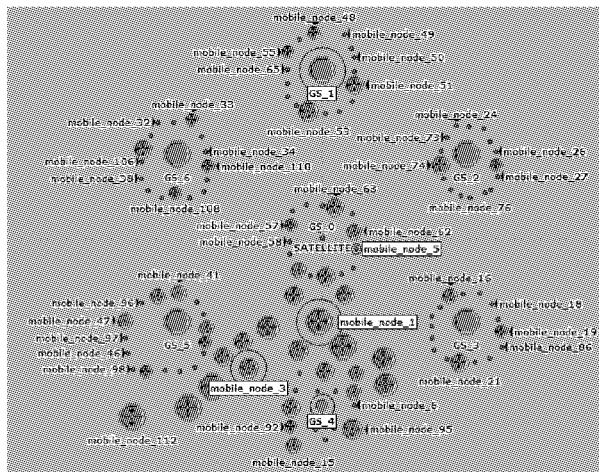 mobile_node_48
mobile_node_49
mobile_node_55
mobile_node_50
mobile_node_65
mobile_node_51
GS_1
mobile_node_53
mobile_node_33
mobile_node_32
mobile_node_34
mobile_node_106
mobile_node_110
mobile_node_38
GS_6
mobile_node_108
mobile_node_24
mobile_node_73
mobile_node_26
mobile_node_74
GS_2
mobile_node_27
mobile_node_76
mobile_node_63
mobile_node_57
GS_0
mobile_node_62
mobile_node_58
SATELLITE
mobile_node_5
mobile_node_41
mobile_node_96
mobile_node_47
mobile_node_97
GS_5
mobile_node_46
mobile_node_98
mobile_node_1
mobile_node_16
mobile_node_18
mobile_node_19
GS_3
mobile_node_86
mobile_node_21
mobile_node_3
GS_4
mobile_node_6
mobile_node_112
mobile_node_92
mobile_node_95
mobile_node_15